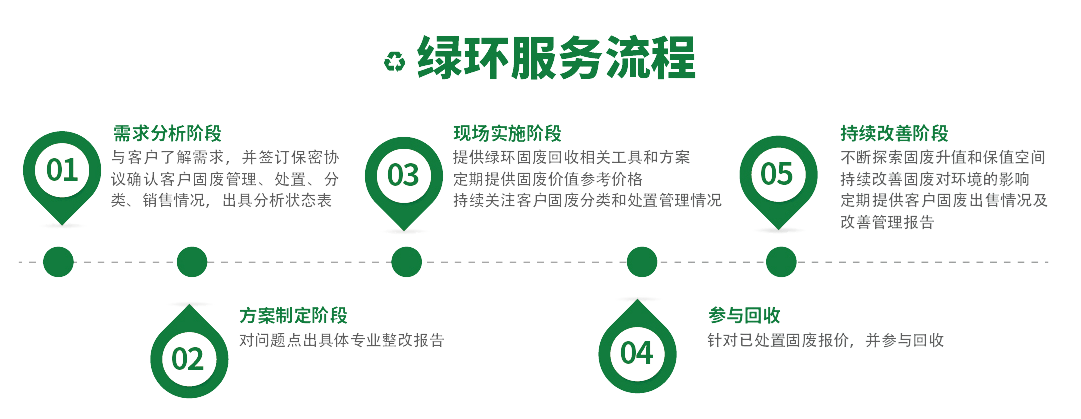 绿环服务流程
01
需求分析阶段
与客户了解需求，并签订保密协
议确认客户固废管理、处置、分
类、销售情况，出具分析状态表
03
现场实施阶段
提供绿环固废回收相关工具和方案
定期提供固废价值参考价格
持续关注客户固废分类和处置管理情况
05
持续改善阶段
不断探索固废升值和保值空间
持续改善固废对环境的影响
定期提供客户固废出售情况及
改善管理报告
02
方案制定阶段
对问题点出具体专业整改报告
04
参与回收
针对已处置固废报价，并参与回收